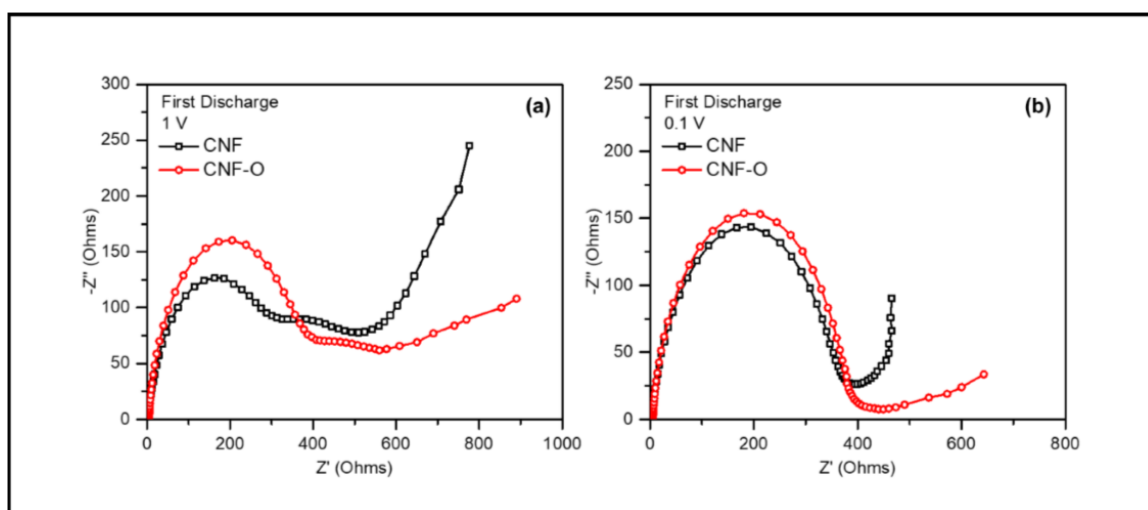 First Discharge
1 V
(a)
CNF
CNF-O
300
250
200
150
100
50
0
0 200 400 600 800 1000
-Z" (Ohms)
Z' (Ohms)
First Discharge
0.1 V
(b)
CNF
CNF-O
250
200
150
100
50
0
0 200 400 600 800
-Z" (Ohms)
Z' (Ohms)